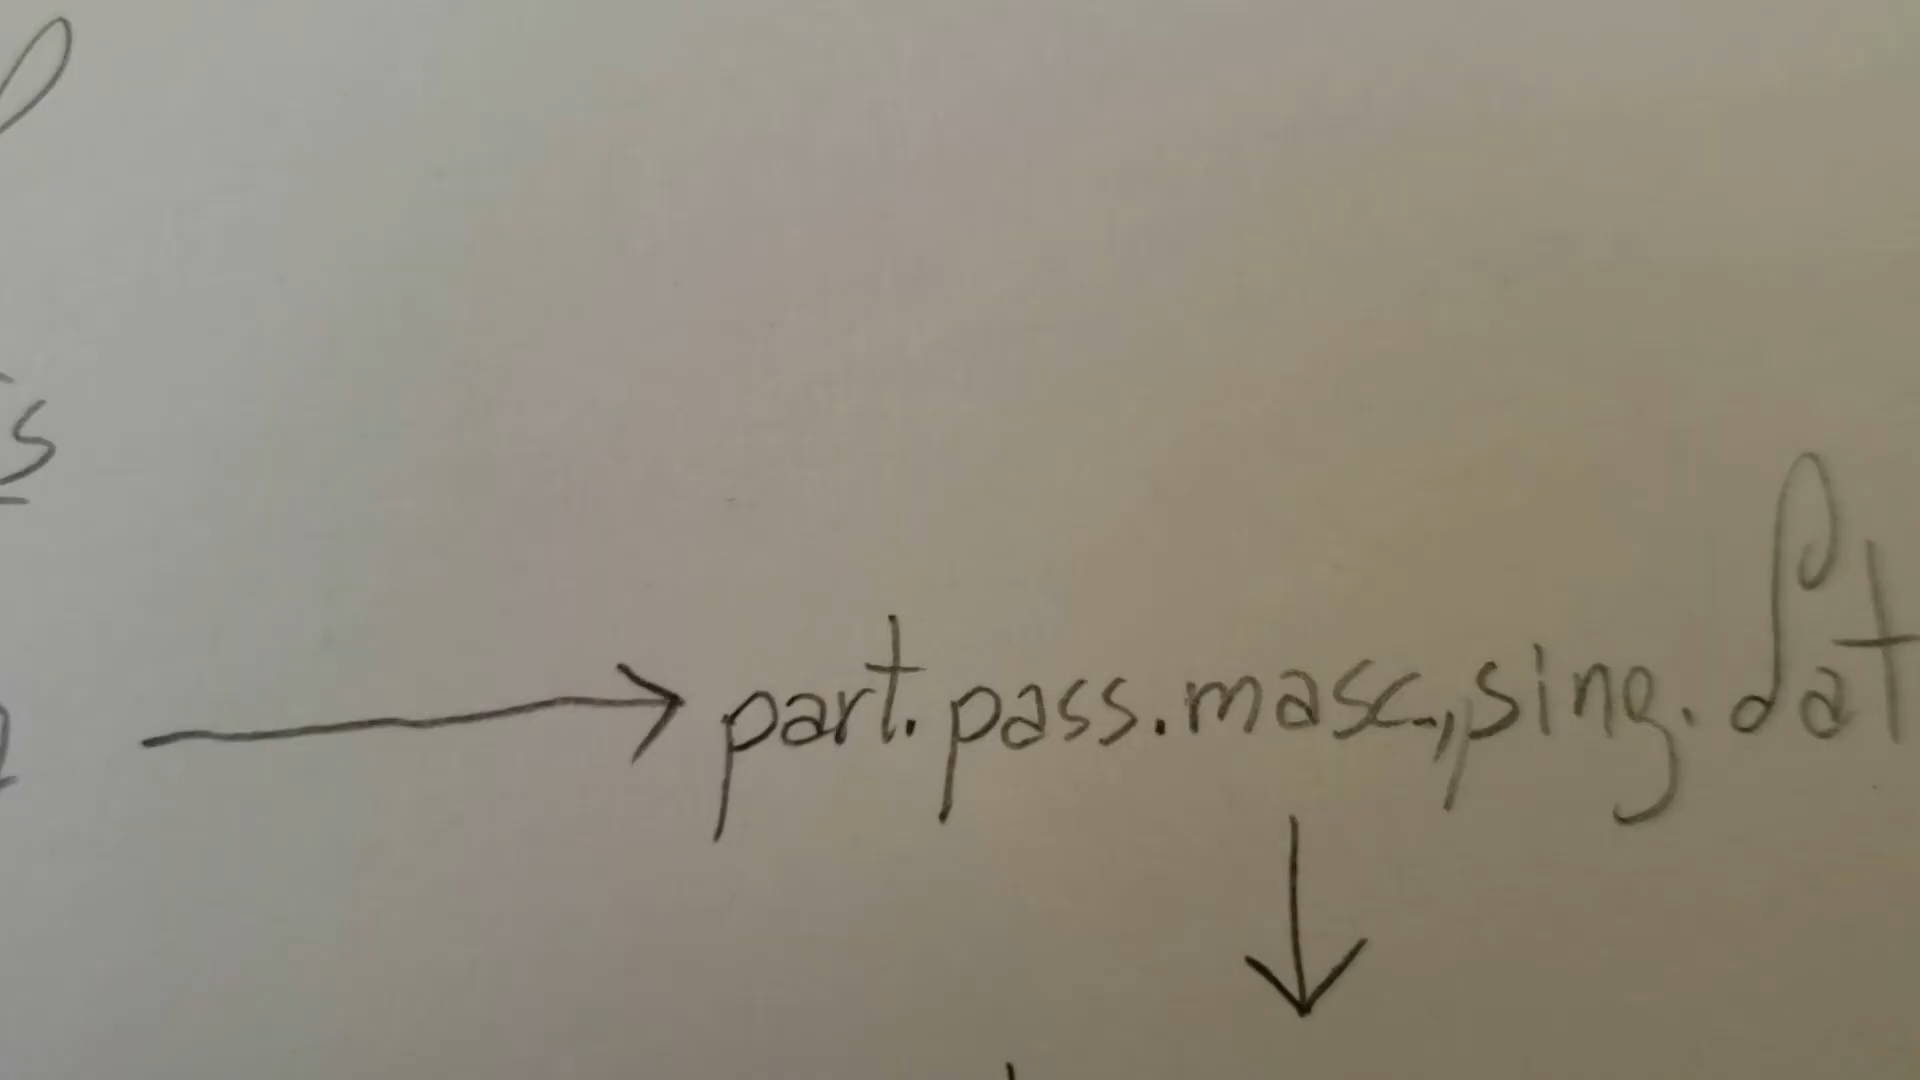 part. pass. masc., sing. dat